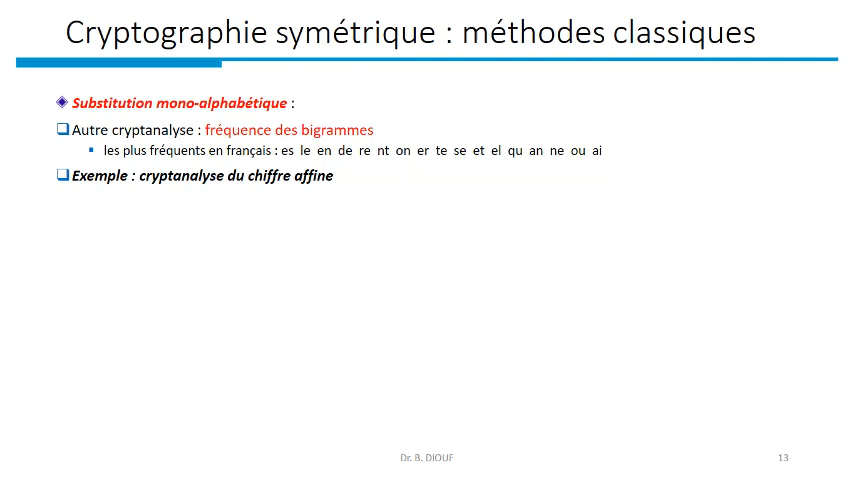 Cryptographie symétrique : méthodes classiques
Substitution mono-alphabétique :
Autre cryptanalyse : fréquence des bigrammes
les plus fréquents en français : es le en de re nt on er te se et el qu an ne ou ai
Exemple : cryptanalyse du chiffre affine
Dr. B. DIOUF
13